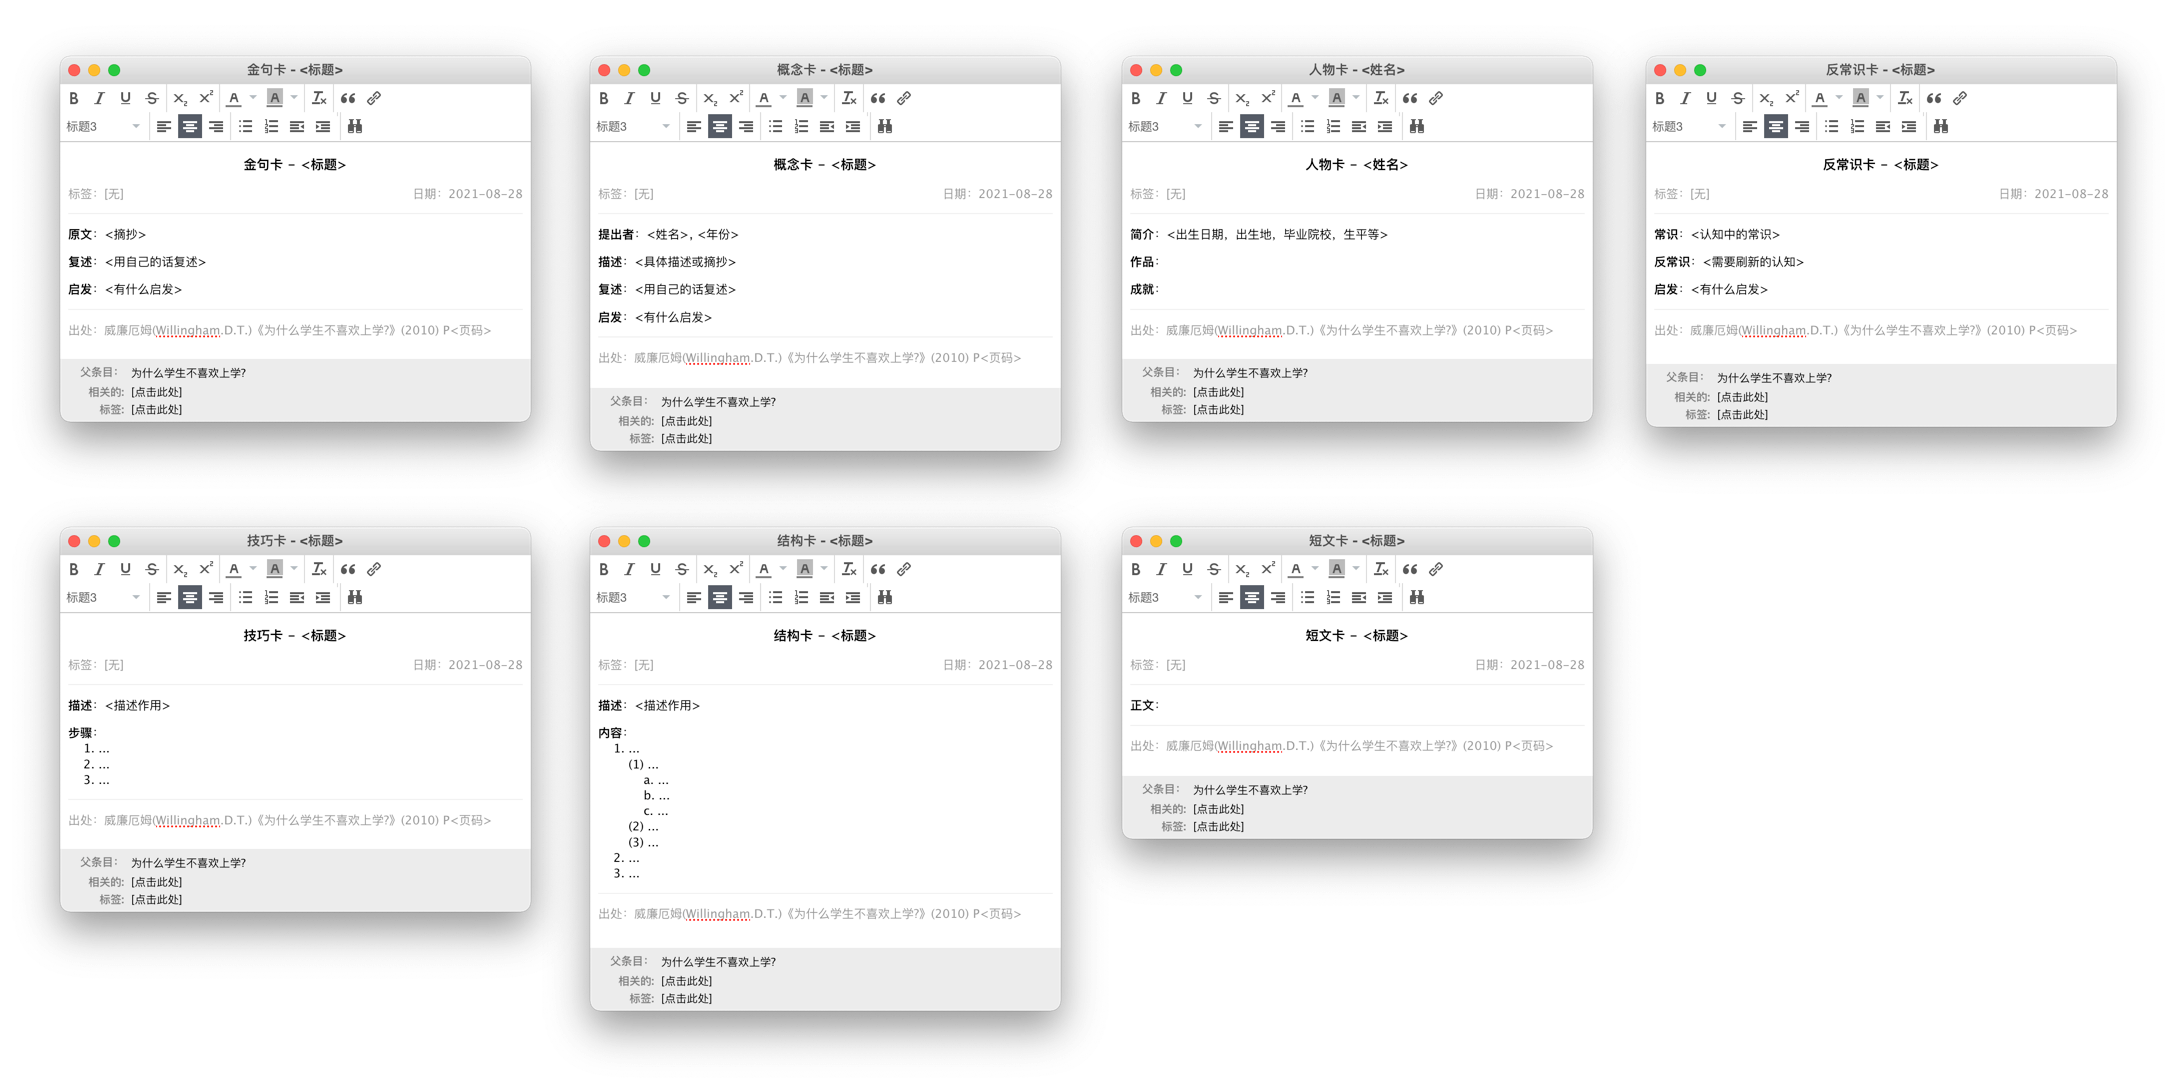 金句卡 - <标题>
B I U S X₂ X² A A Tx
标题3
金句卡 – <标题>
标签：[无] 日期：2021-08-28
原文：<摘抄>
复述：<用自己的话复述>
启发：<有什么启发>
出处：威廉厄姆(Willingham.D.T.)《为什么学生不喜欢上学?》(2010) P<页码>
父条目： 为什么学生不喜欢上学?
相关的: [点击此处]
标签: [点击此处]
概念卡 - <标题>
B I U S X₂ X² A A Tx
标题3
概念卡 – <标题>
标签：[无] 日期：2021-08-28
提出者：<姓名>, <年份>
描述：<具体描述或摘抄>
复述：<用自己的话复述>
启发：<有什么启发>
出处：威廉厄姆(Willingham.D.T.)《为什么学生不喜欢上学?》(2010) P<页码>
父条目： 为什么学生不喜欢上学?
相关的: [点击此处]
标签: [点击此处]
人物卡 - <姓名>
B I U S X₂ X² A A Tx
标题3
人物卡 – <姓名>
标签：[无] 日期：2021-08-28
简介：<出生日期，出生地，毕业院校，生平等>
作品：
成就：
出处：威廉厄姆(Willingham.D.T.)《为什么学生不喜欢上学?》(2010) P<页码>
父条目： 为什么学生不喜欢上学?
相关的: [点击此处]
标签: [点击此处]
反常识卡 - <标题>
B I U S X₂ X² A A Tx
标题3
反常识卡 – <标题>
标签：[无] 日期：2021-08-28
常识：<认知中的常识>
反常识：<需要刷新的认知>
启发：<有什么启发>
出处：威廉厄姆(Willingham.D.T.)《为什么学生不喜欢上学?》(2010) P<页码>
父条目： 为什么学生不喜欢上学?
相关的: [点击此处]
标签: [点击此处]
技巧卡 - <标题>
B I U S X₂ X² A A Tx
标题3
技巧卡 – <标题>
标签：[无] 日期：2021-08-28
描述：<描述作用>
步骤：
1. ...
2. ...
3. ...
出处：威廉厄姆(Willingham.D.T.)《为什么学生不喜欢上学?》(2010) P<页码>
父条目： 为什么学生不喜欢上学?
相关的: [点击此处]
标签: [点击此处]
结构卡 - <标题>
B I U S X₂ X² A A Tx
标题3
结构卡 – <标题>
标签：[无] 日期：2021-08-28
描述：<描述作用>
内容：
1. ...
(1) ...
a. ...
b. ...
c. ...
(2) ...
(3) ...
2. ...
3. ...
出处：威廉厄姆(Willingham.D.T.)《为什么学生不喜欢上学?》(2010) P<页码>
父条目： 为什么学生不喜欢上学?
相关的: [点击此处]
标签: [点击此处]
短文卡 - <标题>
B I U S X₂ X² A A Tx
标题3
短文卡 – <标题>
标签：[无] 日期：2021-08-28
正文：
出处：威廉厄姆(Willingham.D.T.)《为什么学生不喜欢上学?》(2010) P<页码>
父条目： 为什么学生不喜欢上学?
相关的: [点击此处]
标签: [点击此处]